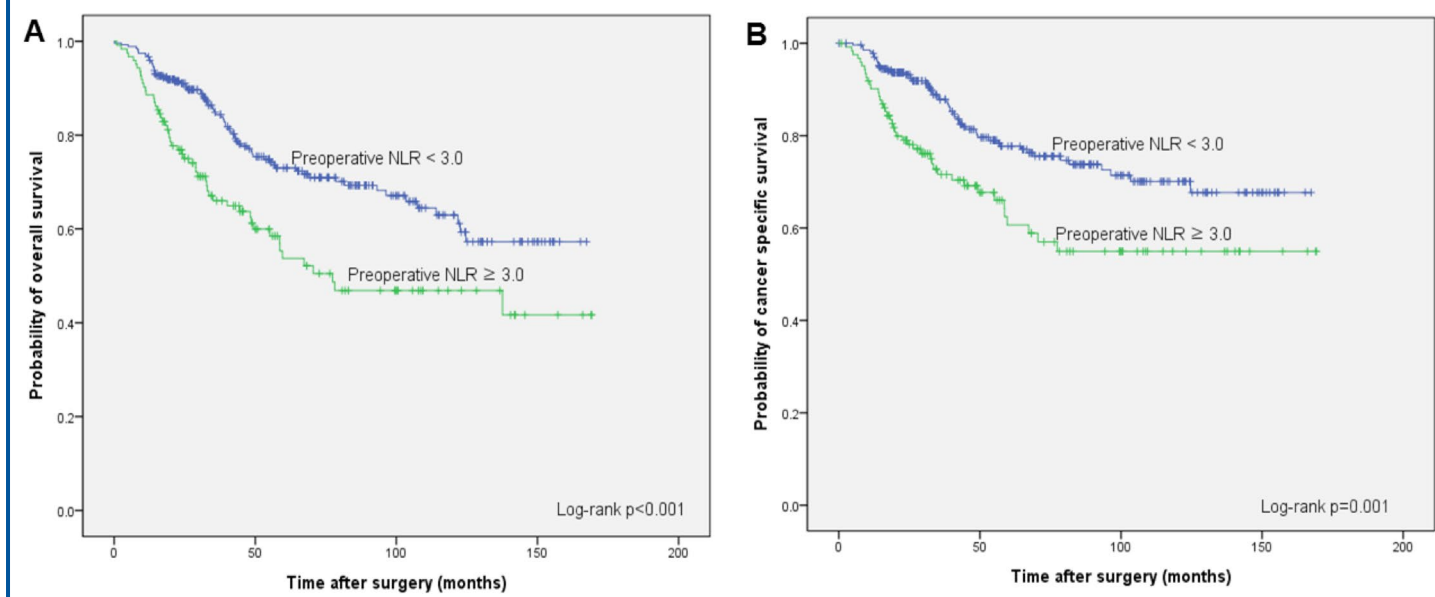 A
Probability of overall survival
1.0
0.8
0.6
0.4
0.2
0.0
Preoperative NLR < 3.0
Preoperative NLR ≥ 3.0
Log-rank p<0.001
0 50 100 150 200
Time after surgery (months)
B
Probability of cancer specific survival
1.0
0.8
0.6
0.4
0.2
0.0
Preoperative NLR < 3.0
Preoperative NLR ≥ 3.0
Log-rank p=0.001
0 50 100 150 200
Time after surgery (months)